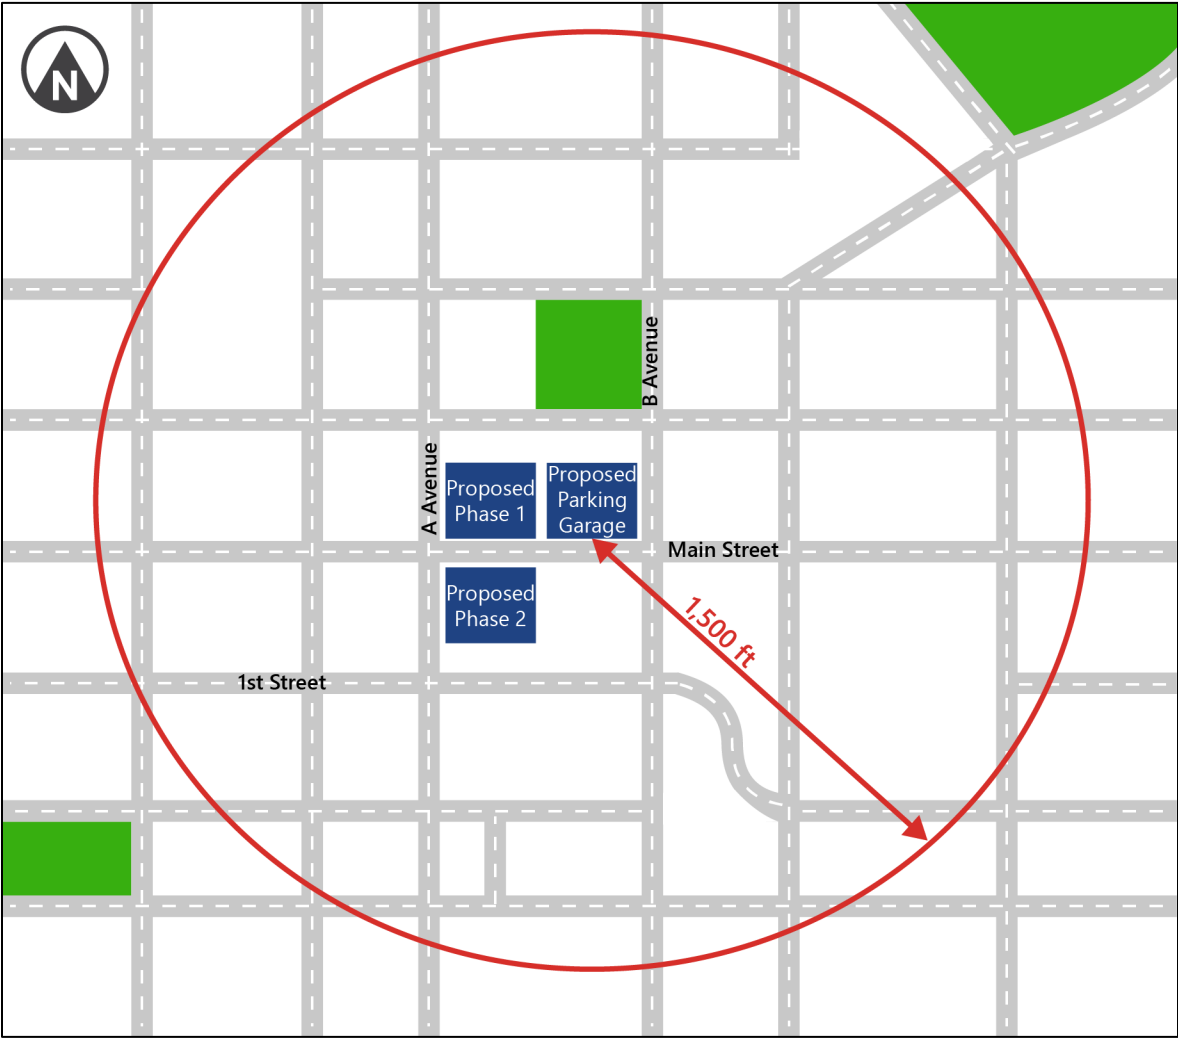 N
B Avenue
A Avenue
Proposed
Phase 1
Proposed
Parking
Garage
Main Street
Proposed
Phase 2
1,500 ft
1st Street